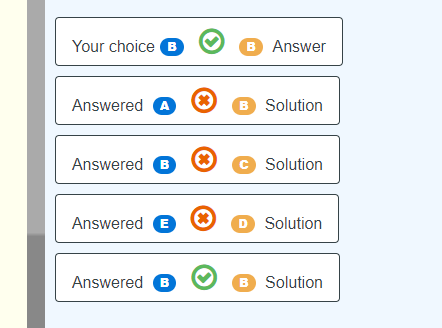 Your choice B B Answer
Answered A B Solution
Answered B C Solution
Answered E D Solution
Answered B B Solution